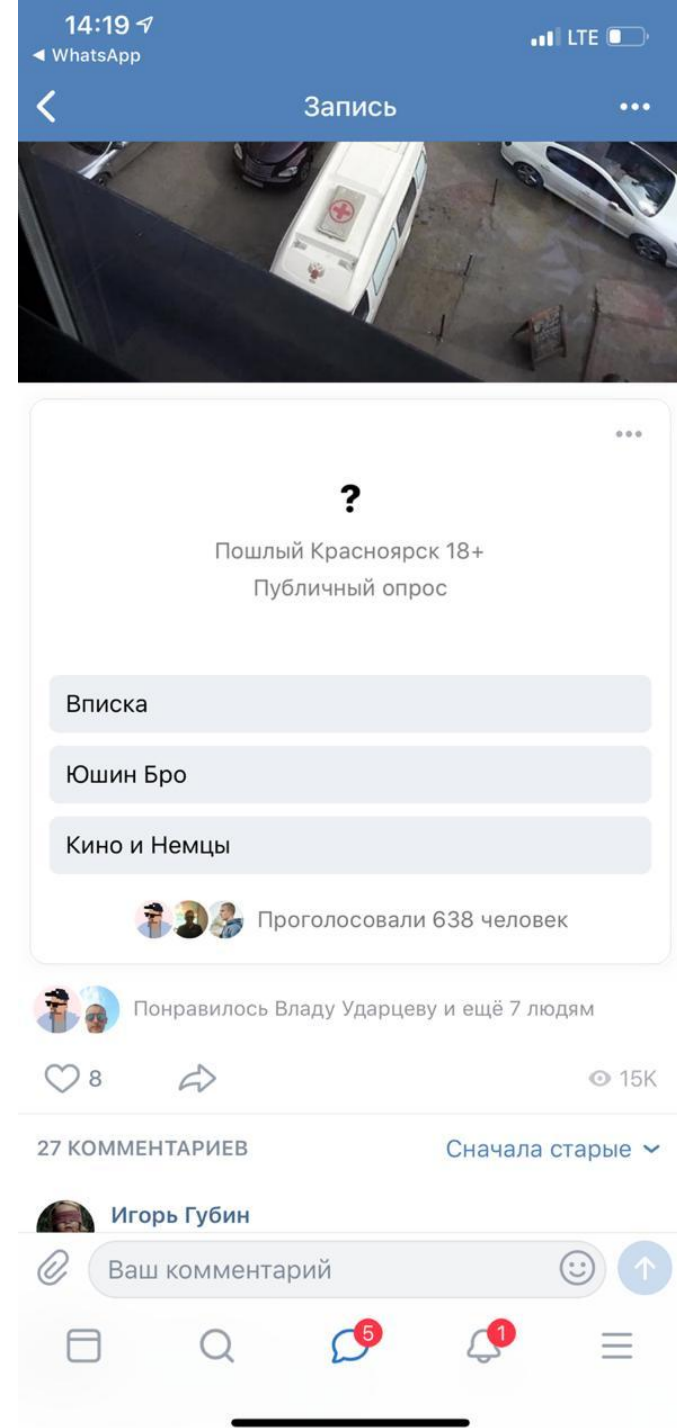 14:19
LTE
WhatsApp
Запись
?
Пошлый Красноярск 18+
Публичный опрос
Вписка
Юшин Бро
Кино и Немцы
Проголосовали 638 человек
Понравилось Владу Ударцеву и ещё 7 людям
8
15K
27 КОММЕНТАРИЕВ
Сначала старые
Игорь Губин
Ваш комментарий
5
1